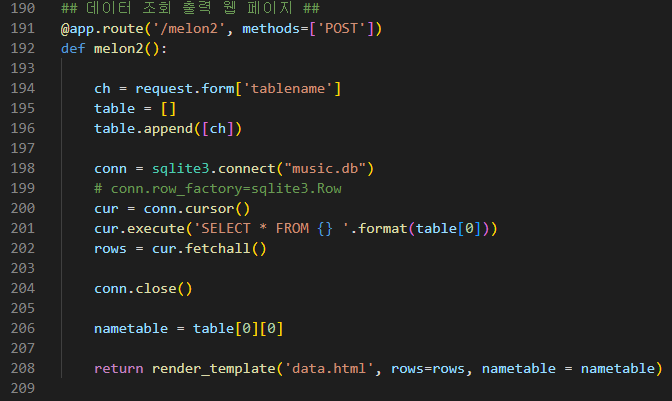 190 ## 데이터 조회 출력 웹 페이지 ##
191 @app.route('/melon2', methods=['POST'])
192 def melon2():
193
194     ch = request.form['tablename']
195     table = []
196     table.append([ch])
197
198     conn = sqlite3.connect("music.db")
199     # conn.row_factory=sqlite3.Row
200     cur = conn.cursor()
201     cur.execute('SELECT * FROM {} '.format(table[0]))
202     rows = cur.fetchall()
203
204     conn.close()
205
206     nametable = table[0][0]
207
208     return render_template('data.html', rows=rows, nametable = nametable)
209